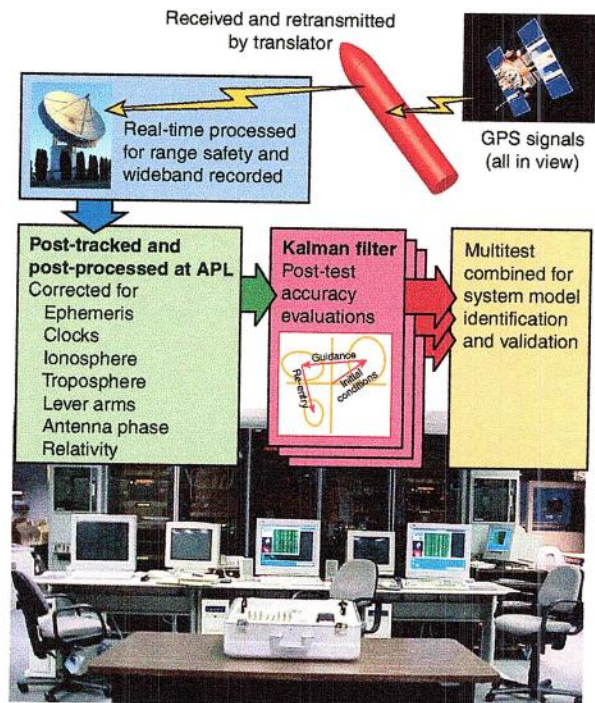 Received and retransmitted
by translator
GPS signals
(all in view)
Real-time processed
for range safety and
wideband recorded
Post-tracked and
post-processed at APL
Corrected for
Ephemeris
Clocks
Ionosphere
Troposphere
Lever arms
Antenna phase
Relativity
Kalman filter
Post-test
accuracy
evaluations
Guidance
Re-entry
Initial
conditions
Multitest
combined for
system model
identification
and validation